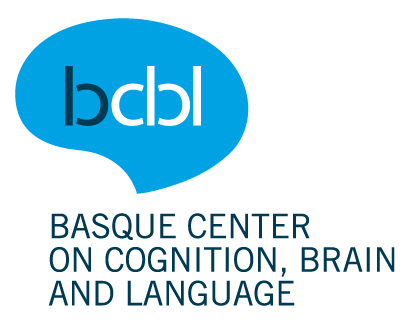 bcbl
BASQUE CENTER
ON COGNITION, BRAIN
AND LANGUAGE